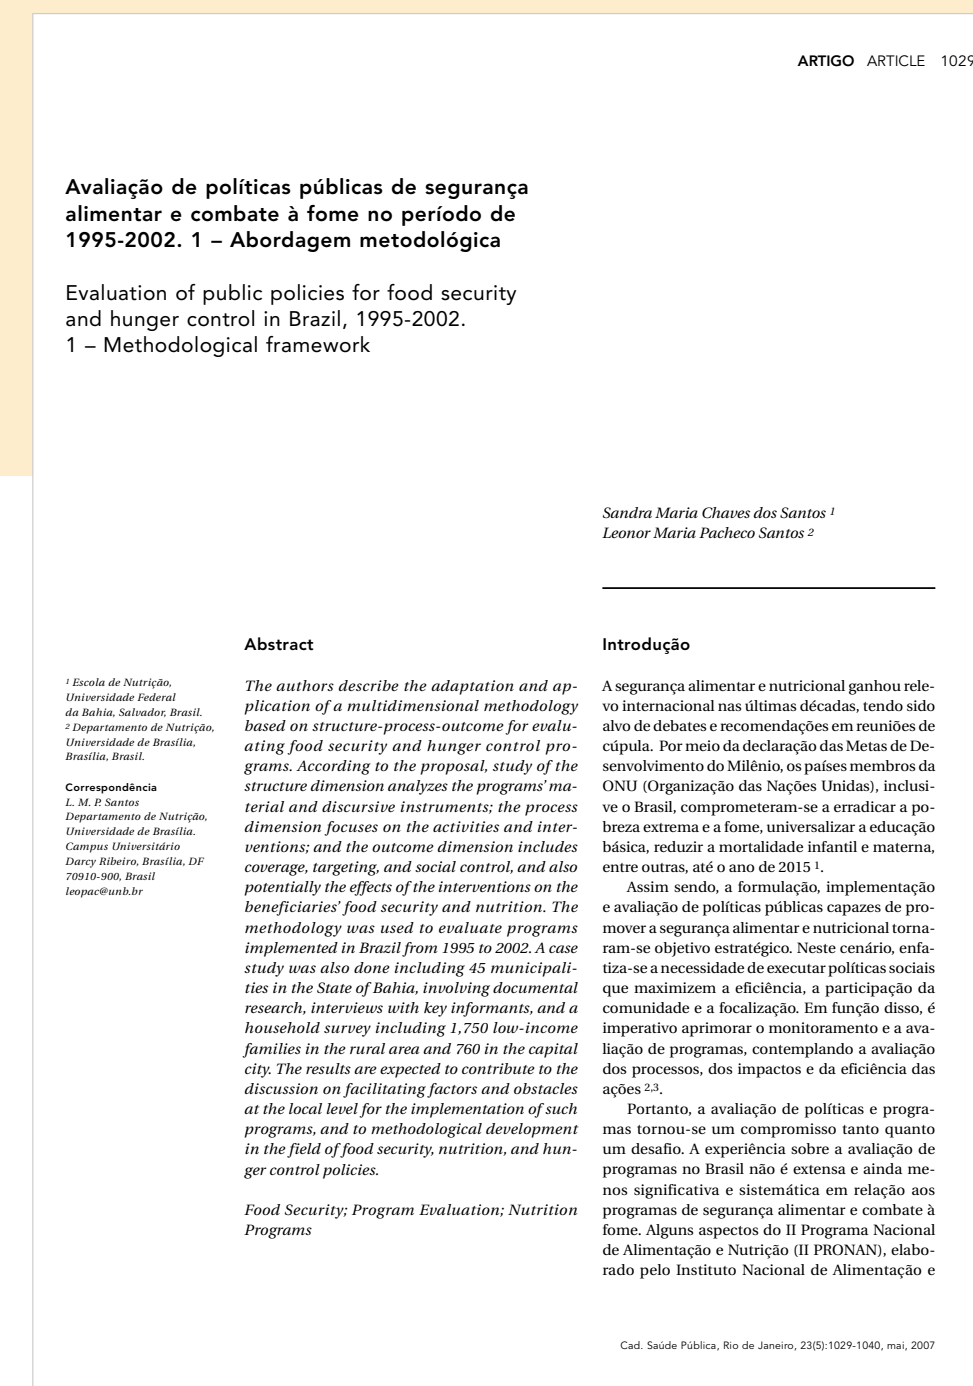 ARTIGO ARTICLE 1029
Avaliação de políticas públicas de segurança
alimentar e combate à fome no período de
1995-2002. 1 – Abordagem metodológica
Evaluation of public policies for food security
and hunger control in Brazil, 1995-2002.
1 – Methodological framework
Sandra Maria Chaves dos Santos 1
Leonor Maria Pacheco Santos 2
1 Escola de Nutrição,
Universidade Federal
da Bahia, Salvador, Brasil.
2 Departamento de Nutrição,
Universidade de Brasília,
Brasília, Brasil.
Correspondência
L. M. P. Santos
Departamento de Nutrição,
Universidade de Brasília.
Campus Universitário
Darcy Ribeiro, Brasília, DF
70910-900, Brasil
leopac@unb.br
Abstract
The authors describe the adaptation and ap-
plication of a multidimensional methodology
based on structure-process-outcome for evalu-
ating food security and hunger control pro-
grams. According to the proposal, study of the
structure dimension analyzes the programs' ma-
terial and discursive instruments; the process
dimension focuses on the activities and inter-
ventions; and the outcome dimension includes
coverage, targeting, and social control, and also
potentially the effects of the interventions on the
beneficiaries' food security and nutrition. The
methodology was used to evaluate programs
implemented in Brazil from 1995 to 2002. A case
study was also done including 45 municipali-
ties in the State of Bahia, involving documental
research, interviews with key informants, and a
household survey including 1,750 low-income
families in the rural area and 760 in the capital
city. The results are expected to contribute to the
discussion on facilitating factors and obstacles
at the local level for the implementation of such
programs, and to methodological development
in the field of food security, nutrition, and hun-
ger control policies.
Food Security; Program Evaluation; Nutrition
Programs
Introdução
A segurança alimentar e nutricional ganhou rele-
vo internacional nas últimas décadas, tendo sido
alvo de debates e recomendações em reuniões de
cúpula. Por meio da declaração das Metas de De-
senvolvimento do Milênio, os países membros da
ONU (Organização das Nações Unidas), inclusi-
ve o Brasil, comprometeram-se a erradicar a po-
breza extrema e a fome, universalizar a educação
básica, reduzir a mortalidade infantil e materna,
entre outras, até o ano de 2015 1.
Assim sendo, a formulação, implementação
e avaliação de políticas públicas capazes de pro-
mover a segurança alimentar e nutricional torna-
ram-se objetivo estratégico. Neste cenário, enfa-
tiza-se a necessidade de executar políticas sociais
que maximizem a eficiência, a participação da
comunidade e a focalização. Em função disso, é
imperativo aprimorar o monitoramento e a ava-
liação de programas, contemplando a avaliação
dos processos, dos impactos e da eficiência das
ações 2,3.
Portanto, a avaliação de políticas e progra-
mas tornou-se um compromisso tanto quanto
um desafio. A experiência sobre a avaliação de
programas no Brasil não é extensa e ainda me-
nos significativa e sistemática em relação aos
programas de segurança alimentar e combate à
fome. Alguns aspectos do II Programa Nacional
de Alimentação e Nutrição (II PRONAN), elabo-
rado pelo Instituto Nacional de Alimentação e
Cad. Saúde Pública, Rio de Janeiro, 23(5):1029-1040, mai, 2007